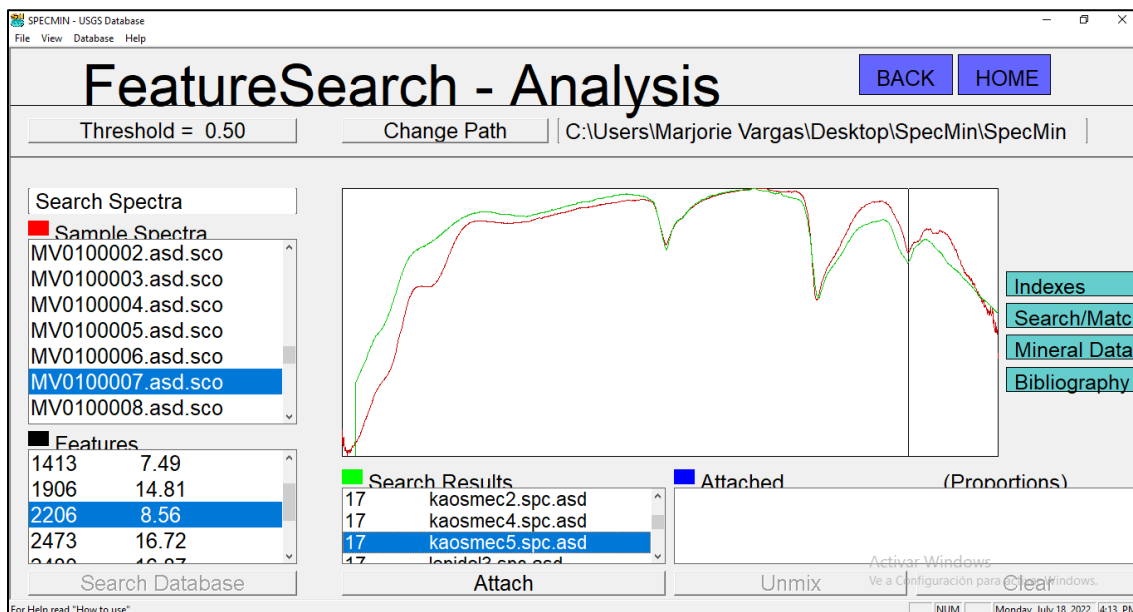 SPECMIN - USGS Database
File View Database Help
FeatureSearch - Analysis
BACK
HOME
Threshold = 0.50
Change Path
C:\Users\Marjorie Vargas\Desktop\SpecMin\SpecMin
Search Spectra
Sample Spectra
MV0100002.asd.sco
MV0100003.asd.sco
MV0100004.asd.sco
MV0100005.asd.sco
MV0100006.asd.sco
MV0100007.asd.sco
MV0100008.asd.sco
Features
1413 7.49
1906 14.81
2206 8.56
2473 16.72
Indexes
Search/Matc
Mineral Data
Bibliography
Search Results
17 kaosmec2.spc.asd
17 kaosmec4.spc.asd
17 kaosmec5.spc.asd
Attached (Proportions)
Search Database
Attach
Unmix
Clear
Activar Windows
Ve a Configuración para activar Windows.
For Help read "How to use"
NUM
Monday, July 18, 2022
4:13 PM